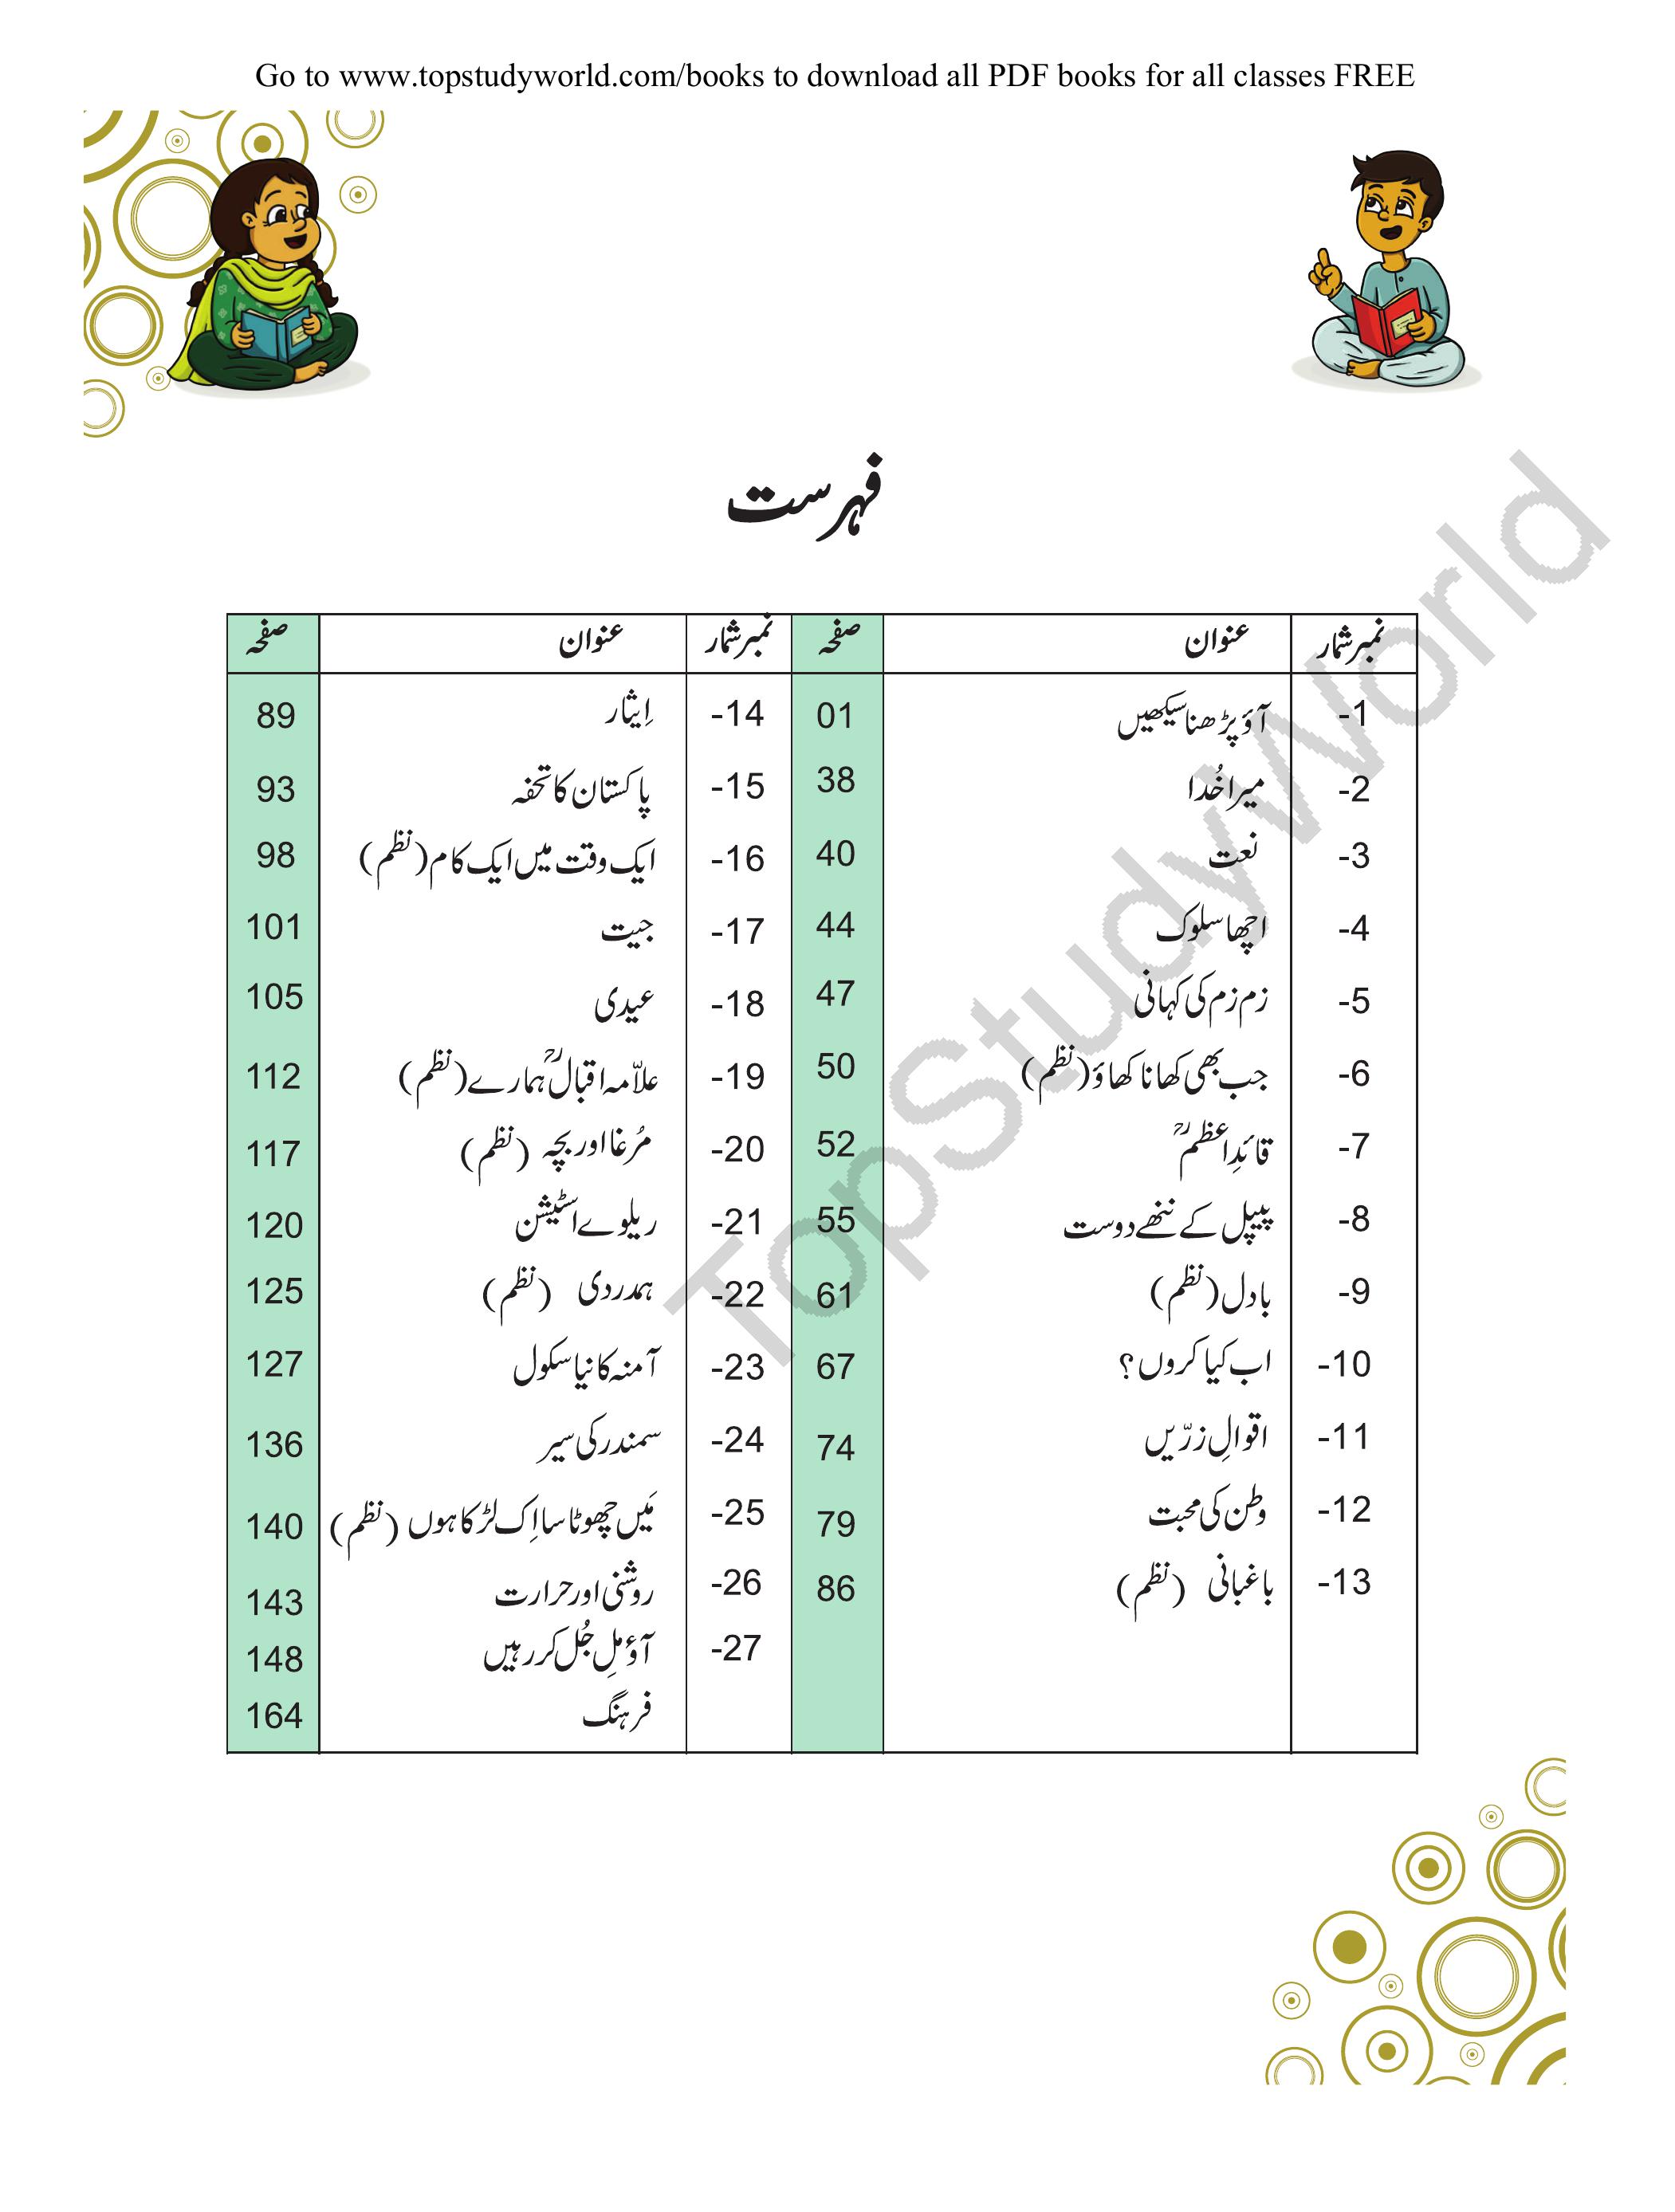 Go to www.topstudyworld.com/books to download all PDF books for all classes FREE
فہرست
نمبرشمار عنوان صفحہ نمبرشمار عنوان صفحہ
1- آؤ پڑھنا سیکھیں 01 14- اِیثار 89
2- میرا خُدا 38 15- پاکستان کا تحفہ 93
3- نعت 40 16- ایک وقت میں ایک کام (نظم) 98
4- اچھا سلوک 44 17- جیت 101
5- زم زم کی کہانی 47 18- عیدی 105
6- جب بھی کھانا کھاؤ (نظم) 50 19- علّامہ اقبالؒ ہمارے (نظم) 112
7- قائدِاعظمؒ 52 20- مُرغا اور بچہ (نظم) 117
8- پیپل کے ننھے دوست 55 21- ریلوے اسٹیشن 120
9- بادل (نظم) 61 22- ہمدردی (نظم) 125
10- اب کیا کروں؟ 67 23- آمنہ کا نیا سکول 127
11- اقوالِ زرّیں 74 24- سمندر کی سیر 136
12- وطن کی محبت 79 25- مَیں چھوٹا سا اِک لڑکا ہوں (نظم) 140
13- باغبانی (نظم) 86 26- روشنی اور حرارت 143
27- آؤ مِل جُل کر رہیں 148
فرہنگ 164
TopStudyWorld